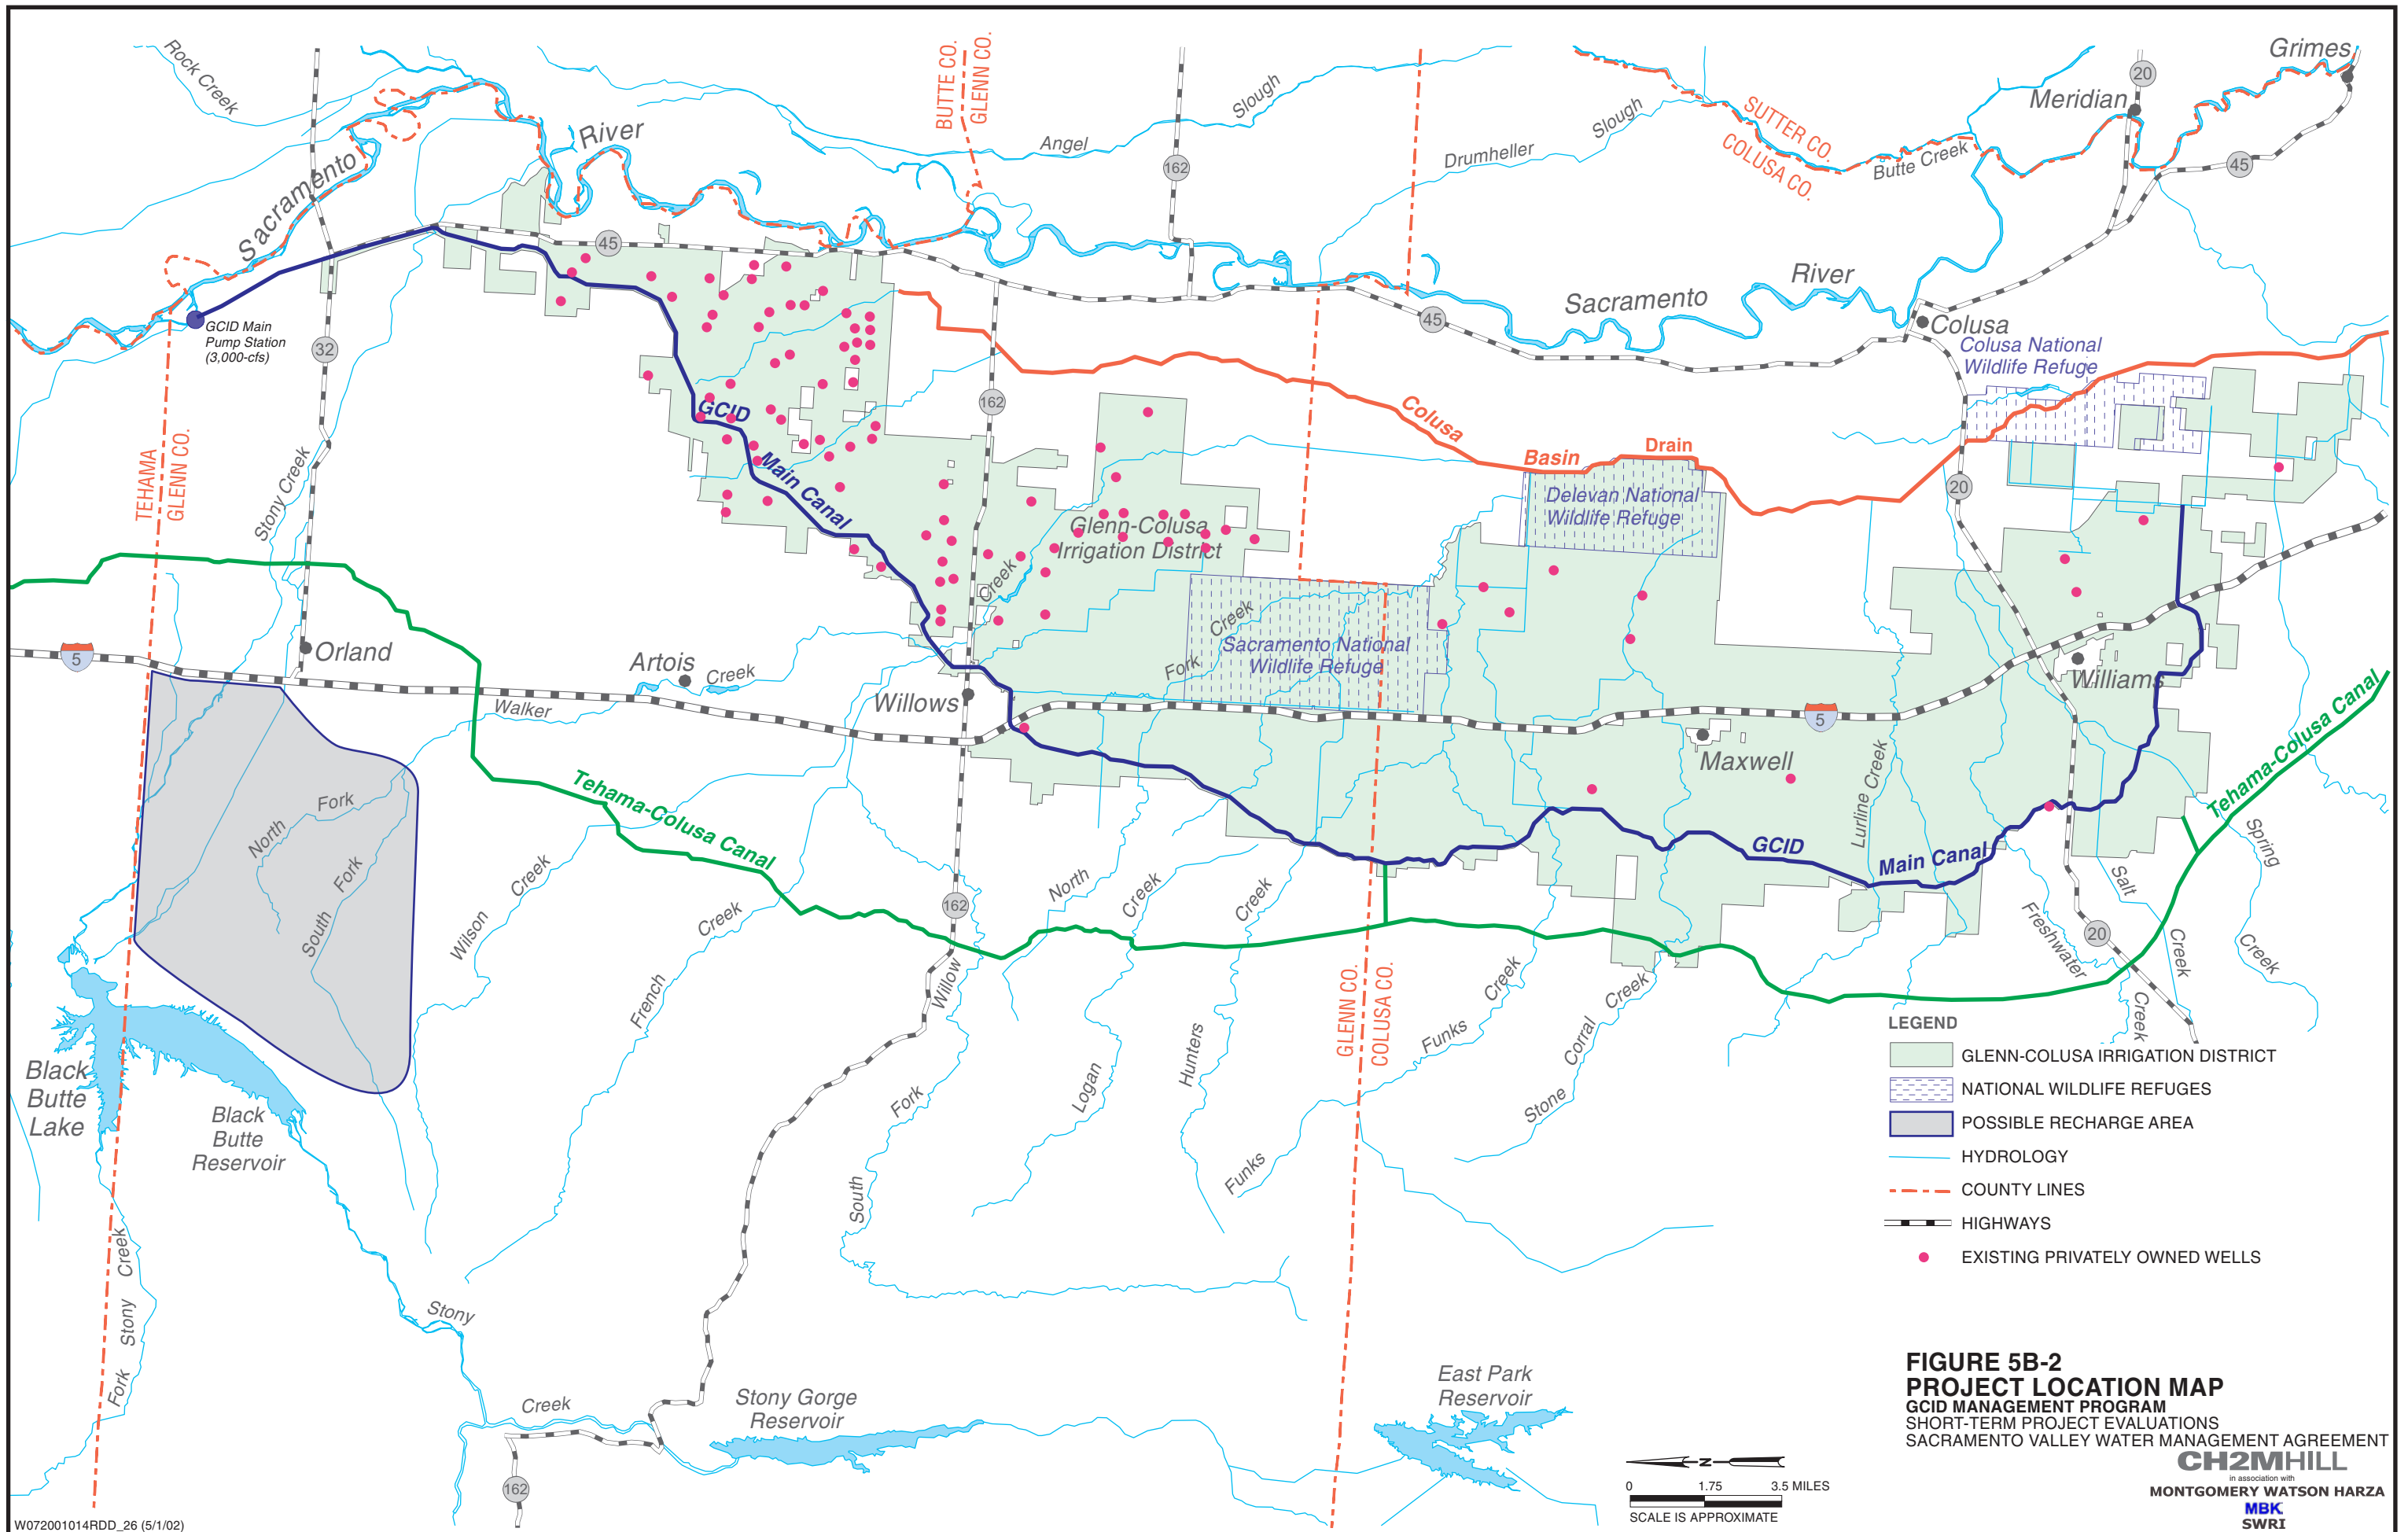 Rock Creek
BUTTE CO.
GLENN CO.
Slough
Angel
162
Drumheller
Slough
SUTTER CO.
COLUSA CO.
Butte Creek
20
Meridian
Grimes
45
Sacramento
River
45
GCID Main
Pump Station
(3,000-cfs)
32
45
Sacramento
River
Colusa
Colusa National
Wildlife Refuge
TEHAMA
GLENN CO.
Stony Creek
GCID
Main Canal
162
Colusa
Basin
Drain
Delevan National
Wildlife Refuge
20
Glenn-Colusa
Irrigation District
Creek
Creek
Fork
Sacramento National
Wildlife Refuge
5
Orland
Artois
Creek
Walker
Willows
5
Maxwell
Williams
Tehama-Colusa Canal
North
Fork
South
Fork
Tehama-Colusa Canal
Wilson
Creek
French
Creek
162
Willow
North
Creek
Creek
GCID
Main Canal
Lurline Creek
Freshwater
Creek
Salt
Creek
20
Spring
Creek
GLENN CO.
COLUSA CO.
Funks
Creek
Stone
Corral
Creek
Logan
Hunters
Funks
Fork
South
Black
Butte
Lake
Black
Butte
Reservoir
Fork
Stony
Creek
Stony
Creek
162
Stony Gorge
Reservoir
East Park
Reservoir
LEGEND
GLENN-COLUSA IRRIGATION DISTRICT
NATIONAL WILDLIFE REFUGES
POSSIBLE RECHARGE AREA
HYDROLOGY
COUNTY LINES
HIGHWAYS
EXISTING PRIVATELY OWNED WELLS
N
0 1.75 3.5 MILES
SCALE IS APPROXIMATE
FIGURE 5B-2
PROJECT LOCATION MAP
GCID MANAGEMENT PROGRAM
SHORT-TERM PROJECT EVALUATIONS
SACRAMENTO VALLEY WATER MANAGEMENT AGREEMENT
CH2MHILL
in association with
MONTGOMERY WATSON HARZA
MBK
SWRI
W072001014RDD_26 (5/1/02)